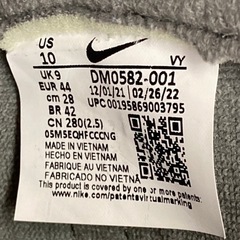 US
10
VY
UK 9
DM0582-001
EUR 44
12/01/21 02/26/22
cm 28
UPC:00195869003795
BR 42
CN 280(2.5)
05M5EQHFCCCNG
MADE IN VIETNAM
HECHO EN VIETNAM
FABRIQUÉ AU VIETNAM
FABRICADO NO VIETNÃ
This product is covered by one or more patents.
www.nike.com/patentsvirtualmarking